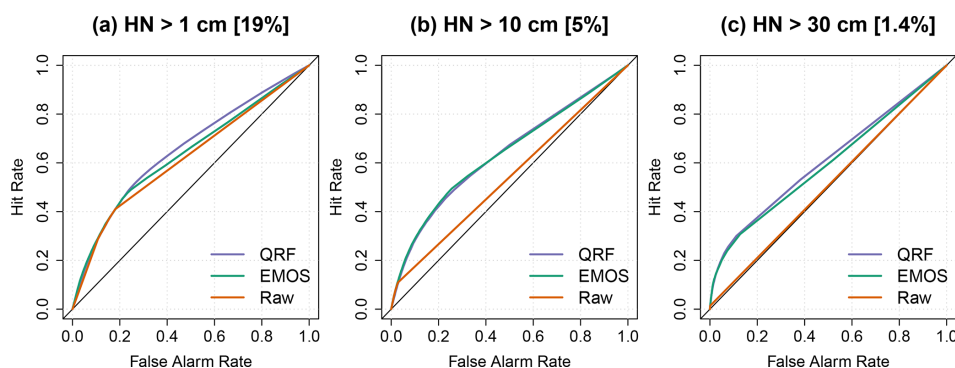 (a) HN > 1 cm [19%]
Hit Rate
1.0
0.8
0.6
0.4
0.2
0.0
QRF
EMOS
Raw
0.0 0.2 0.4 0.6 0.8 1.0
False Alarm Rate
(b) HN > 10 cm [5%]
Hit Rate
1.0
0.8
0.6
0.4
0.2
0.0
QRF
EMOS
Raw
0.0 0.2 0.4 0.6 0.8 1.0
False Alarm Rate
(c) HN > 30 cm [1.4%]
Hit Rate
1.0
0.8
0.6
0.4
0.2
0.0
QRF
EMOS
Raw
0.0 0.2 0.4 0.6 0.8 1.0
False Alarm Rate